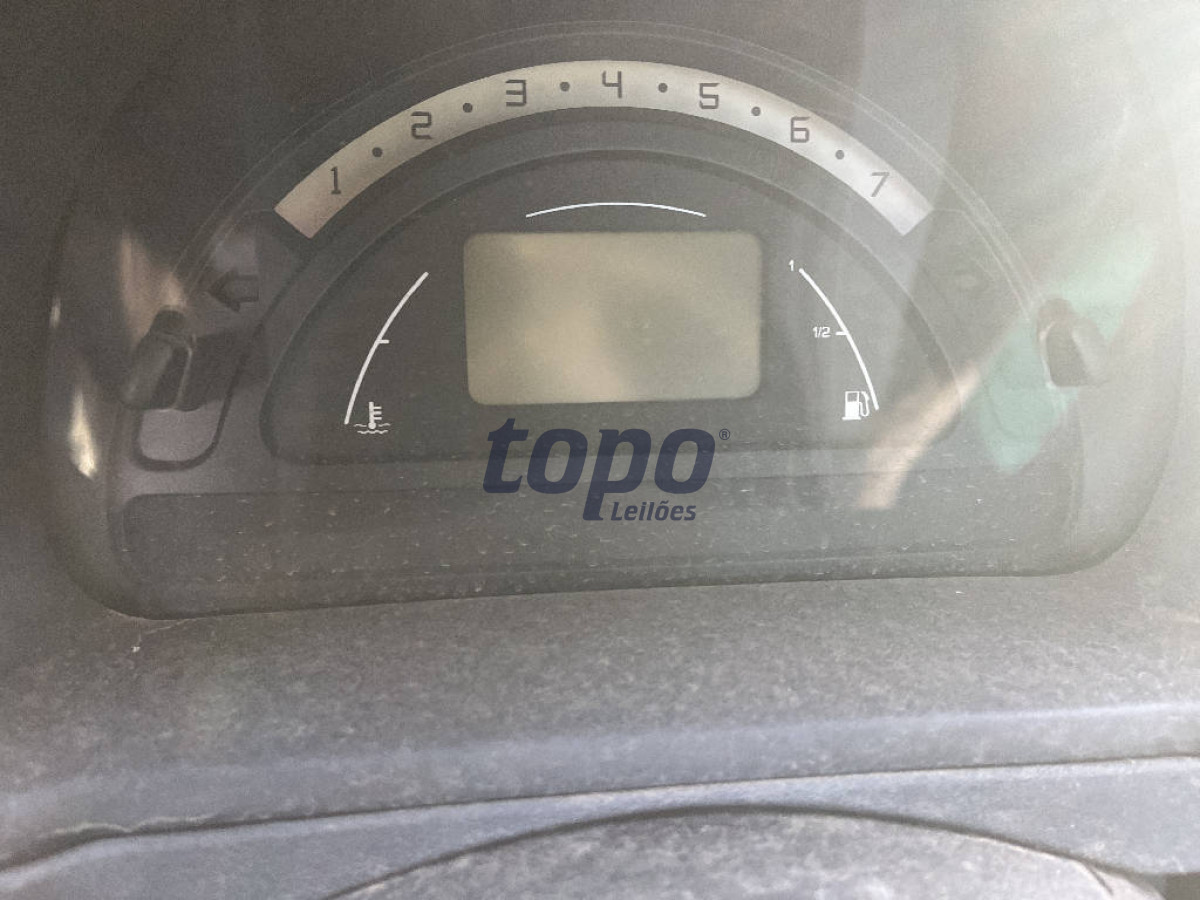 1 • 2 • 3 • 4 • 5 • 6 • 7
1
1/2
topo®
Leilões